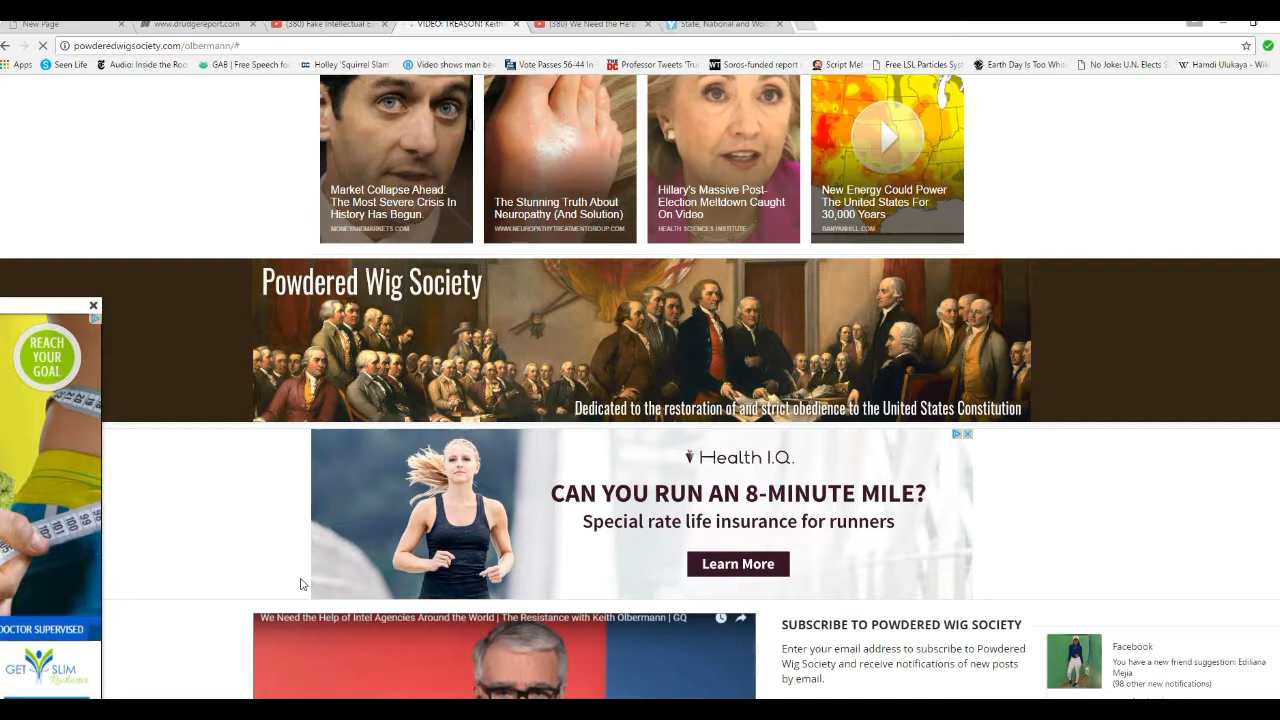 New Page
www.drudgereport.com
(380) Fake Intellectual E
VIDEO: TREASON! Keith
(380) We Need the Help
State, National and Wor
powderedwigsociety.com/olbermann/#
Apps
Seen Life
Audio: Inside the Roo
GAB | Free Speech fo
Holley 'Squirrel' Slam
Video shows man be
Vote Passes 56-44 In
Professor Tweets 'Tru
Soros-funded report
Script Mel
Free LSL Particles Syst
Earth Day Is Too Whit
No Joke: U.N. Elects S
Hamdi Ulukaya - Wik
Market Collapse Ahead:
The Most Severe Crisis In
History Has Begun.
MONEYANDMARKETS.COM
The Stunning Truth About
Neuropathy (And Solution)
WWW.NEUROPATHYTREATMENTGROUP.COM
Hillary's Massive Post-
Election Meltdown Caught
On Video
HEALTH SCIENCES INSTITUTE
New Energy Could Power
The United States For
30,000 Years
BANYANHILL.COM
Powdered Wig Society
Dedicated to the restoration of and strict obedience to the United States Constitution
REACH
YOUR
GOAL
DOCTOR SUPERVISED
GET SLIM
Rochester
Health I.Q.
CAN YOU RUN AN 8-MINUTE MILE?
Special rate life insurance for runners
Learn More
We Need the Help of Intel Agencies Around the World | The Resistance with Keith Olbermann | GQ
SUBSCRIBE TO POWDERED WIG SOCIETY
Enter your email address to subscribe to Powdered
Wig Society and receive notifications of new posts
by email.
Facebook
You have a new friend suggestion: Ediliana
Mejia
(98 other new notifications)